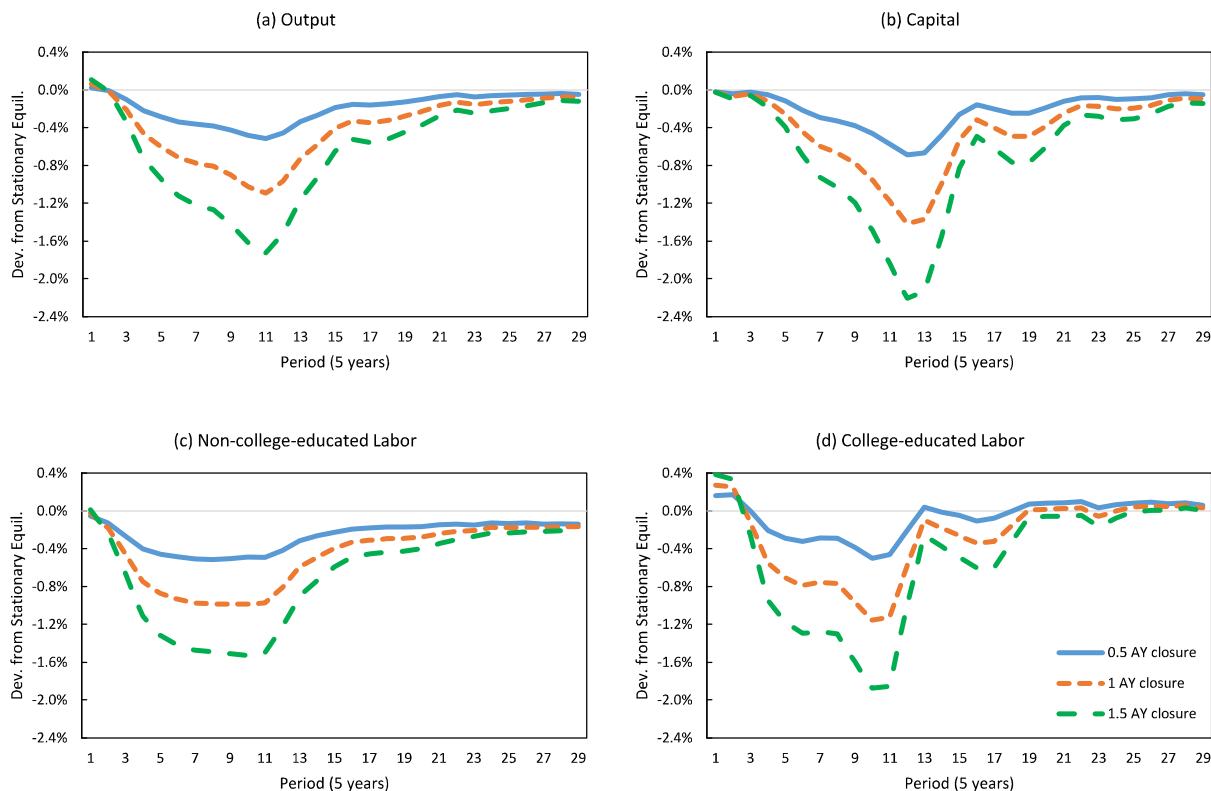 (a) Output
Dev. from Stationary Equil.
0.4%
0.0%
-0.4%
-0.8%
-1.2%
-1.6%
-2.0%
-2.4%
1 3 5 7 9 11 13 15 17 19 21 23 25 27 29
Period (5 years)
(b) Capital
Dev. from Stationary Equil.
0.4%
0.0%
-0.4%
-0.8%
-1.2%
-1.6%
-2.0%
-2.4%
1 3 5 7 9 11 13 15 17 19 21 23 25 27 29
Period (5 years)
(c) Non-college-educated Labor
Dev. from Stationary Equil.
0.4%
0.0%
-0.4%
-0.8%
-1.2%
-1.6%
-2.0%
-2.4%
1 3 5 7 9 11 13 15 17 19 21 23 25 27 29
Period (5 years)
(d) College-educated Labor
Dev. from Stationary Equil.
0.4%
0.0%
-0.4%
-0.8%
-1.2%
-1.6%
-2.0%
-2.4%
0.5 AY closure
1 AY closure
1.5 AY closure
1 3 5 7 9 11 13 15 17 19 21 23 25 27 29
Period (5 years)